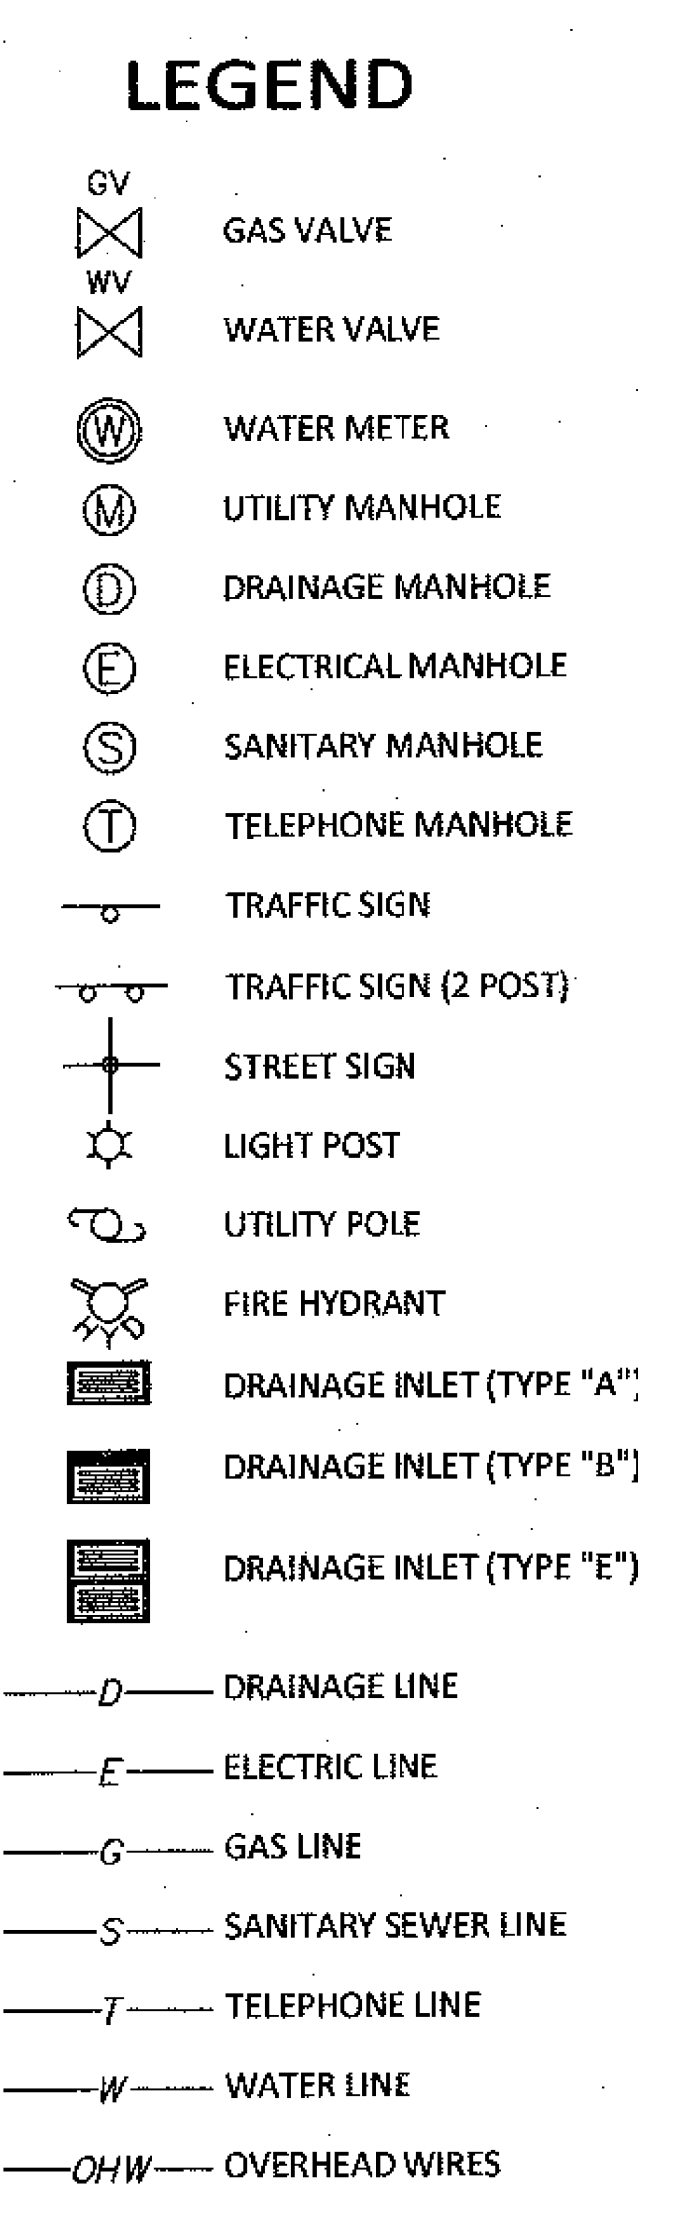 LEGEND
GV
GAS VALVE
WV
WATER VALVE
W WATER METER
M UTILITY MANHOLE
D DRAINAGE MANHOLE
E ELECTRICAL MANHOLE
S SANITARY MANHOLE
T TELEPHONE MANHOLE
TRAFFIC SIGN
TRAFFIC SIGN (2 POST)
STREET SIGN
LIGHT POST
UTILITY POLE
FIRE HYDRANT
HYD
DRAINAGE INLET (TYPE "A")
DRAINAGE INLET (TYPE "B")
DRAINAGE INLET (TYPE "E")
D DRAINAGE LINE
E ELECTRIC LINE
G GAS LINE
S SANITARY SEWER LINE
T TELEPHONE LINE
W WATER LINE
OHW OVERHEAD WIRES